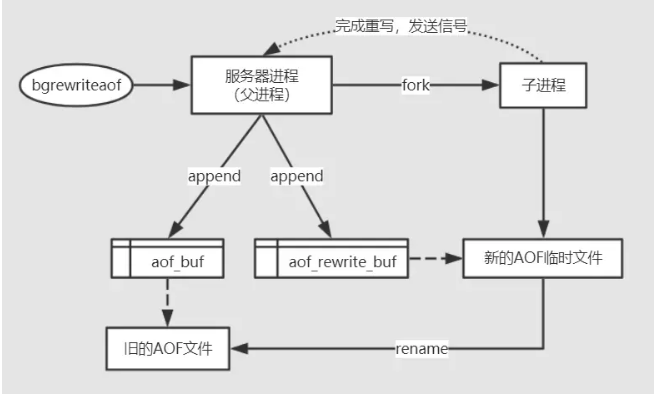 完成重写，发送信号
bgrewriteaof
服务器进程
（父进程）
fork
子进程
append
append
aof_buf
aof_rewrite_buf
新的AOF临时文件
旧的AOF文件
rename